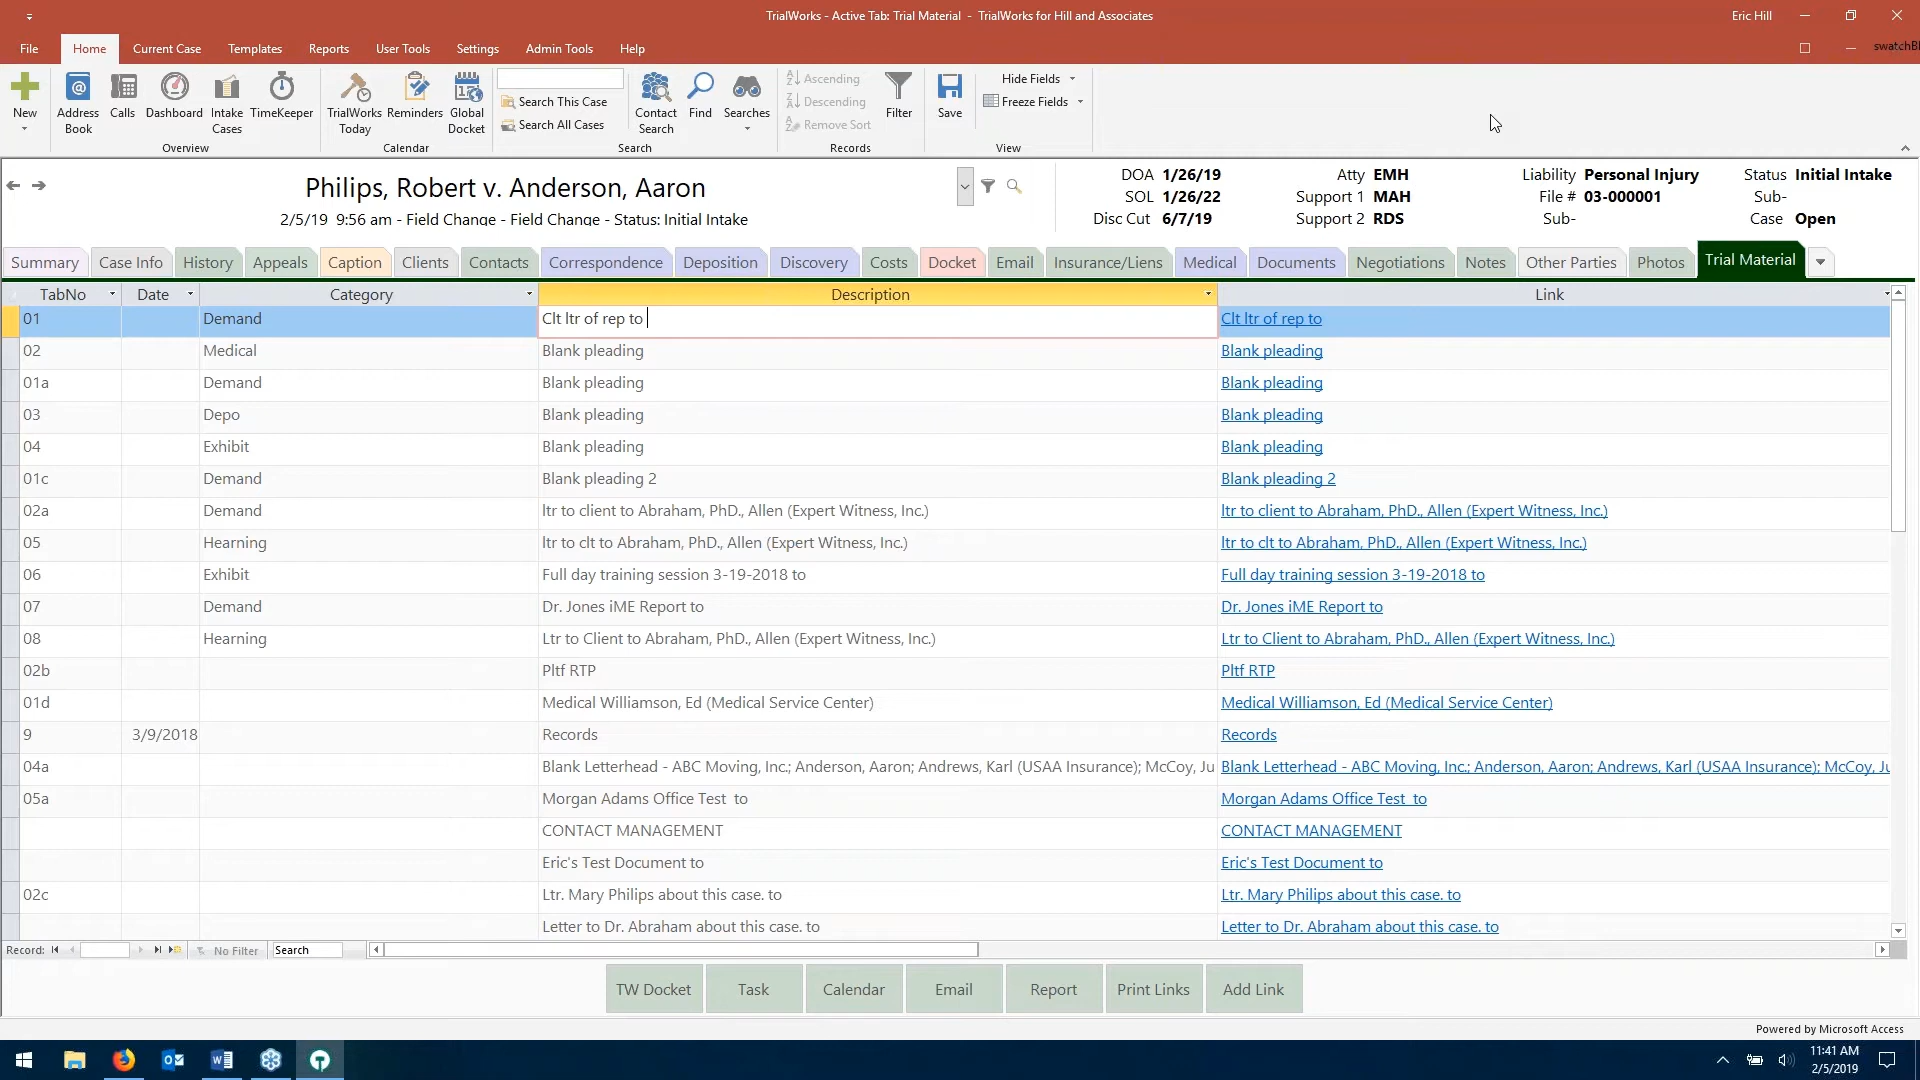 TrialWorks - Active Tab: Trial Material - TrialWorks for Hill and Associates
Eric Hill
File Home Current Case Templates Reports User Tools Settings Admin Tools Help
swatchBl
New
Address Book
Calls
Dashboard
Intake Cases
TimeKeeper
Overview
TrialWorks Today
Reminders
Global Docket
Calendar
Search This Case
Search All Cases
Contact Search
Find
Searches
Search
Ascending
Descending
Remove Sort
Filter
Records
Save
Hide Fields
Freeze Fields
View
Philips, Robert v. Anderson, Aaron
2/5/19 9:56 am - Field Change - Field Change - Status: Initial Intake
DOA 1/26/19 Atty EMH Liability Personal Injury Status Initial Intake
SOL 1/26/22 Support 1 MAH File # 03-000001 Sub-
Disc Cut 6/7/19 Support 2 RDS Sub- Case Open
Summary Case Info History Appeals Caption Clients Contacts Correspondence Deposition Discovery Costs Docket Email Insurance/Liens Medical Documents Negotiations Notes Other Parties Photos Trial Material
TabNo Date Category Description Link
01 Demand Clt ltr of rep to Clt ltr of rep to
02 Medical Blank pleading Blank pleading
01a Demand Blank pleading Blank pleading
03 Depo Blank pleading Blank pleading
04 Exhibit Blank pleading Blank pleading
01c Demand Blank pleading 2 Blank pleading 2
02a Demand ltr to client to Abraham, PhD., Allen (Expert Witness, Inc.) ltr to client to Abraham, PhD., Allen (Expert Witness, Inc.)
05 Hearning ltr to clt to Abraham, PhD., Allen (Expert Witness, Inc.) ltr to clt to Abraham, PhD., Allen (Expert Witness, Inc.)
06 Exhibit Full day training session 3-19-2018 to Full day training session 3-19-2018 to
07 Demand Dr. Jones iME Report to Dr. Jones iME Report to
08 Hearning Ltr to Client to Abraham, PhD., Allen (Expert Witness, Inc.) Ltr to Client to Abraham, PhD., Allen (Expert Witness, Inc.)
02b Pltf RTP Pltf RTP
01d Medical Williamson, Ed (Medical Service Center) Medical Williamson, Ed (Medical Service Center)
9 3/9/2018 Records Records
04a Blank Letterhead - ABC Moving, Inc.; Anderson, Aaron; Andrews, Karl (USAA Insurance); McCoy, Ju Blank Letterhead - ABC Moving, Inc.; Anderson, Aaron; Andrews, Karl (USAA Insurance); McCoy, Ju
05a Morgan Adams Office Test to Morgan Adams Office Test to
CONTACT MANAGEMENT CONTACT MANAGEMENT
Eric's Test Document to Eric's Test Document to
02c Ltr. Mary Philips about this case. to Ltr. Mary Philips about this case. to
Letter to Dr. Abraham about this case. to Letter to Dr. Abraham about this case. to
Record: No Filter Search
TW Docket Task Calendar Email Report Print Links Add Link
Powered by Microsoft Access
11:41 AM
2/5/2019